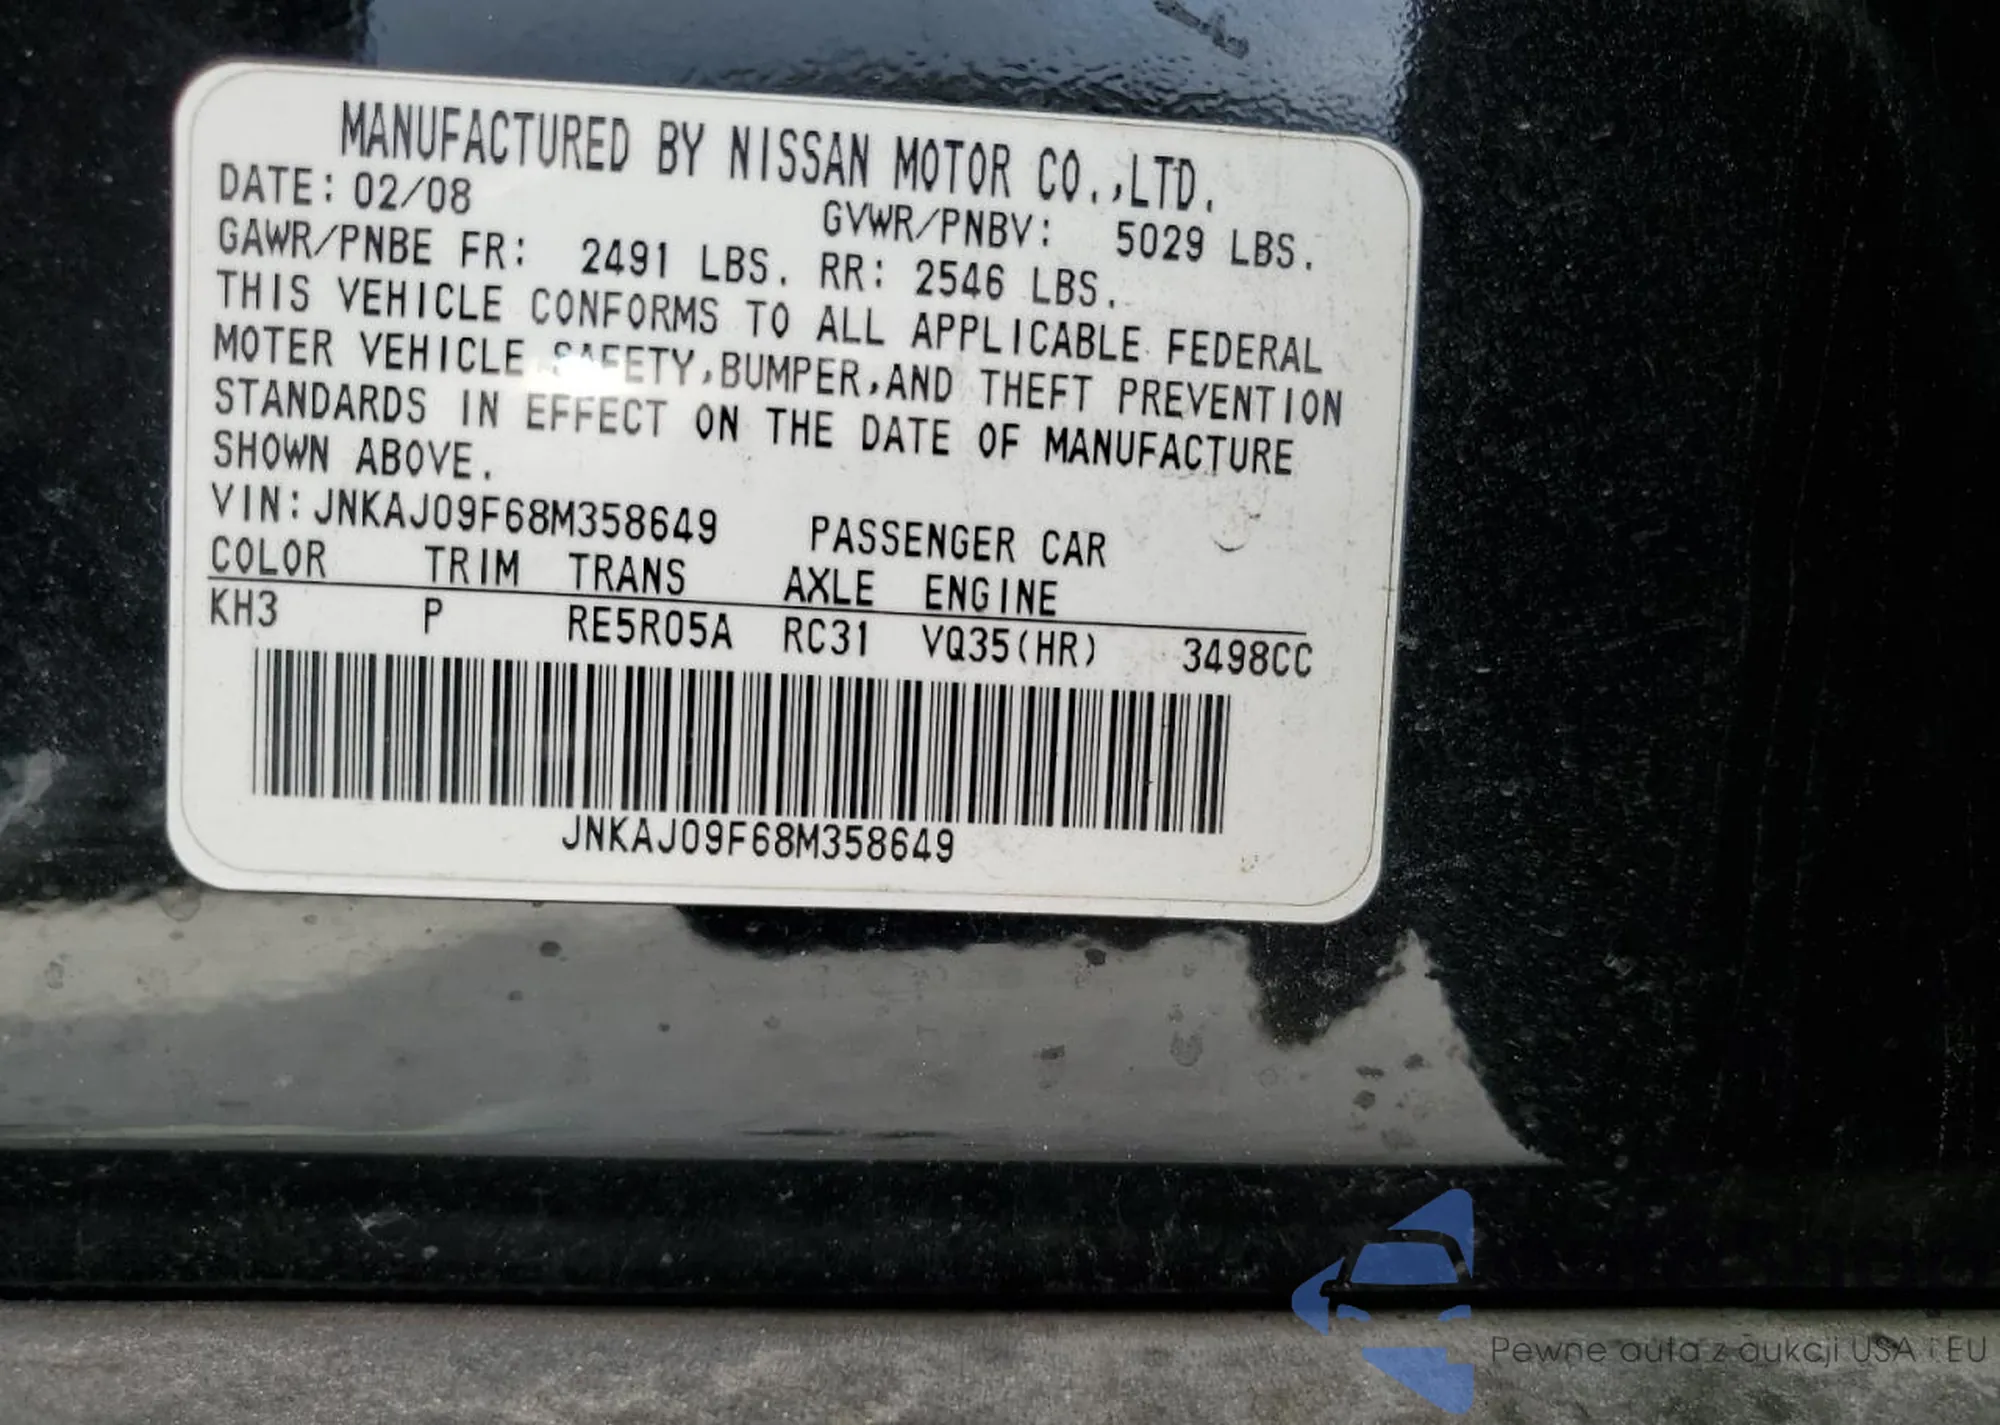 MANUFACTURED BY NISSAN MOTOR CO.,LTD.
DATE: 02/08 GVWR/PNBV: 5029 LBS.
GAWR/PNBE FR: 2491 LBS. RR: 2546 LBS.
THIS VEHICLE CONFORMS TO ALL APPLICABLE FEDERAL
MOTER VEHICLE SAFETY,BUMPER,AND THEFT PREVENTION
STANDARDS IN EFFECT ON THE DATE OF MANUFACTURE
SHOWN ABOVE.
VIN: JNKAJ09F68M358649 PASSENGER CAR
COLOR TRIM TRANS AXLE ENGINE
KH3 P RE5R05A RC31 VQ35(HR) 3498CC
JNKAJ09F68M358649
Pewne auta z aukcji USA i EU